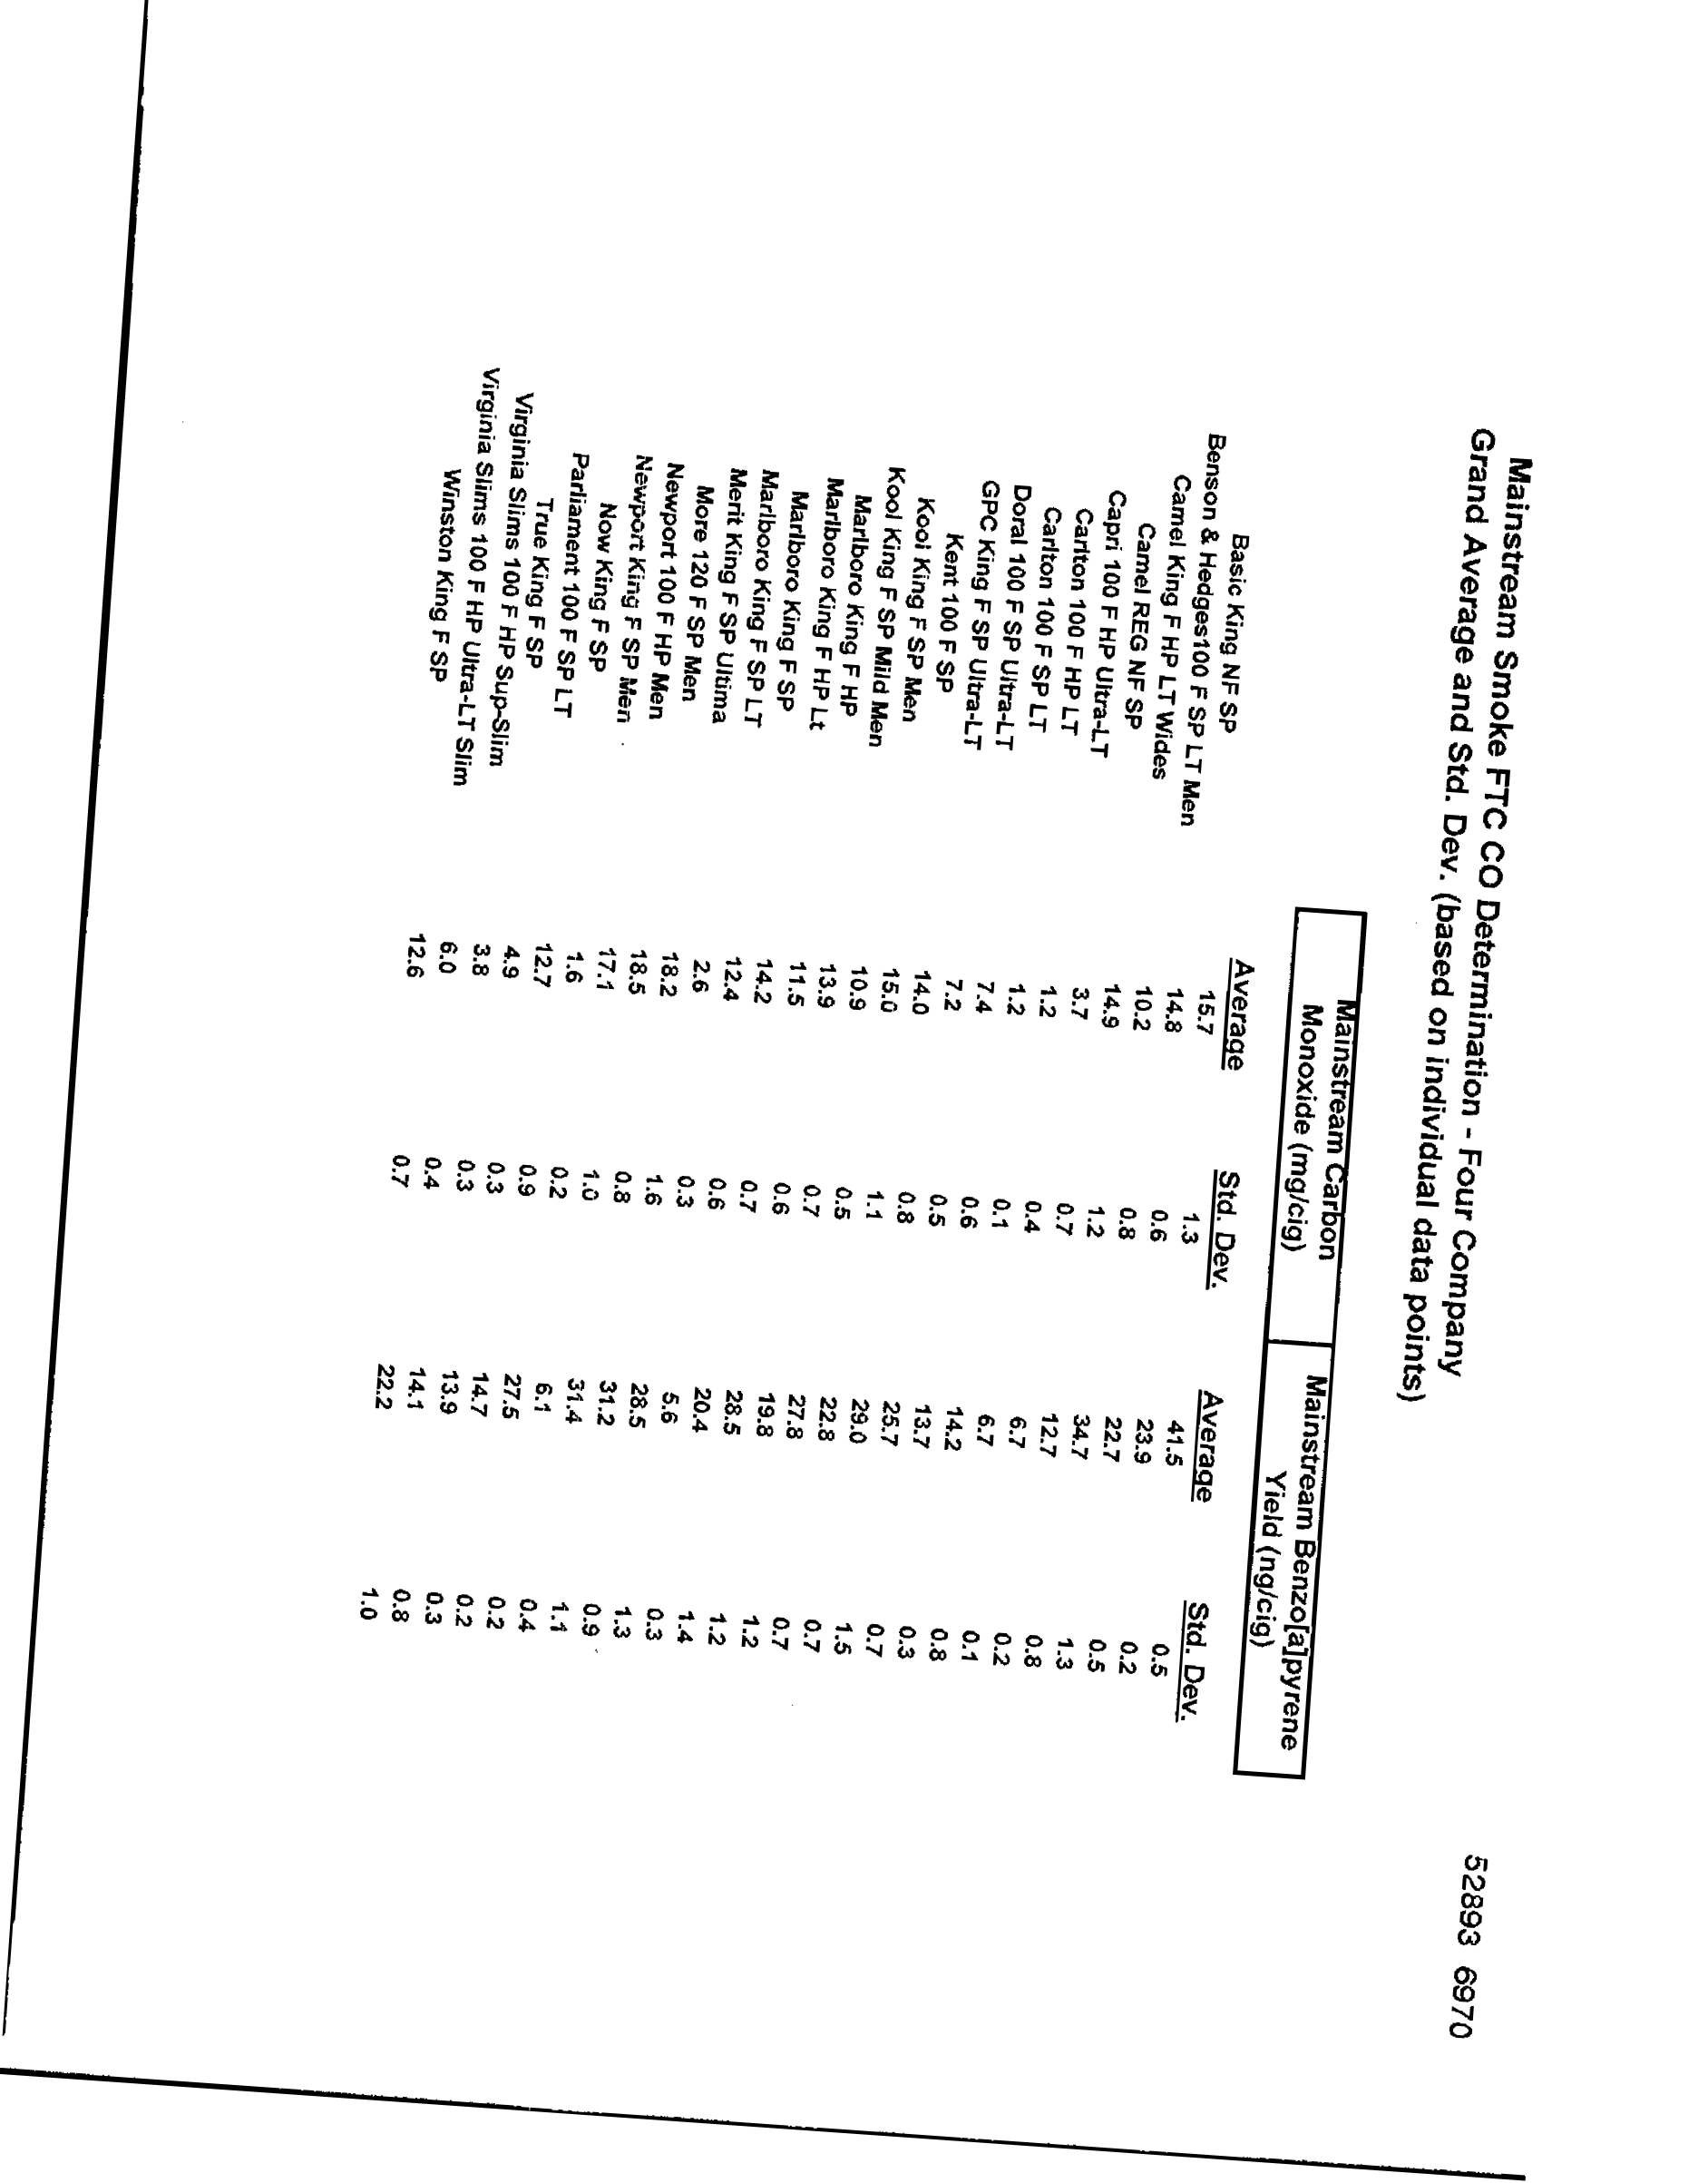 52893 6970
Mainstream Smoke FTC CO Determination - Four Company
Grand Average and Std. Dev. (based on individual data points)
Mainstream Carbon Mainstream Benzo[a]pyrene
Monoxide (mg/cig) Yield (ng/cig)
Average Std. Dev. Average Std. Dev.
Basic King NF SP 15.7 1.3 41.5 0.5
Benson & Hedges100 F SP LT Men 14.8 0.6 23.9 0.2
Camel King F HP LT Wides 10.2 0.8 22.7 0.5
Camel REG NF SP 14.9 1.2 34.7 1.3
Capri 100 F HP Ultra-LT 3.7 0.7 12.7 0.8
Carlton 100 F HP LT 1.2 0.4 6.7 0.2
Carlton 100 F SP LT 1.2 0.1 6.7 0.1
Doral 100 F SP Ultra-LT 7.4 0.6 14.2 0.8
GPC King F SP Ultra-LT 7.2 0.5 13.7 0.3
Kent 100 F SP 14.0 0.8 25.7 0.7
Kool King F SP Men 15.0 1.1 29.0 1.5
Kool King F SP Mild Men 10.9 0.5 22.8 0.7
Marlboro King F HP 13.9 0.7 27.8 0.7
Marlboro King F HP Lt 11.5 0.6 19.8 1.2
Marlboro King F SP 14.2 0.7 28.5 1.2
Marlboro King F SP LT 12.4 0.6 20.4 1.4
Merit King F SP Ultima 2.6 0.3 5.6 0.3
More 120 F SP Men 18.2 1.6 28.5 1.3
Newport 100 F HP Men 18.5 0.8 31.2 0.9
Newport King F SP Men 17.1 1.0 31.4 1.1
Now King F SP 1.6 0.2 6.1 0.4
Parliament 100 F SP LT 12.7 0.9 27.5 0.2
True King F SP 4.9 0.3 14.7 0.2
Virginia Slims 100 F HP Sup-Slim 3.8 0.3 13.9 0.3
Virginia Slims 100 F HP Ultra-LT Slim 6.0 0.4 14.1 0.8
Winston King F SP 12.6 0.7 22.2 1.0